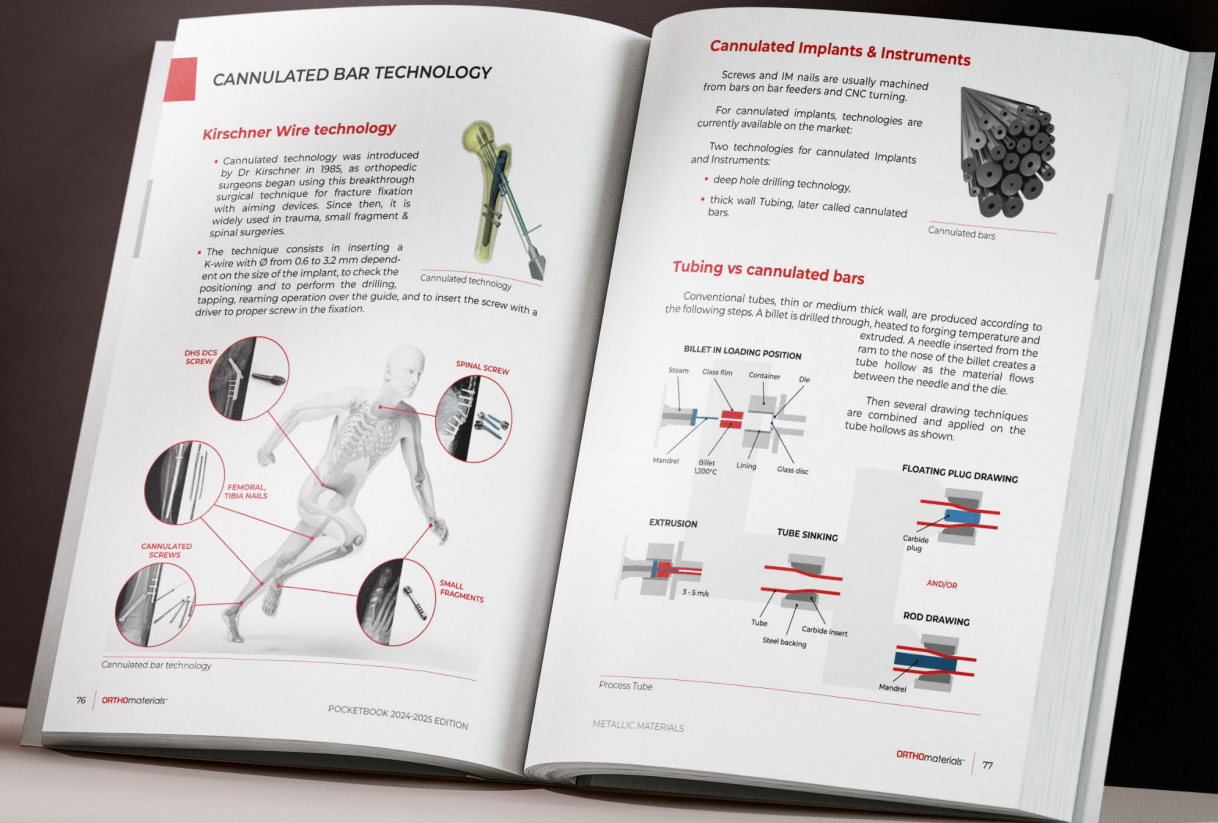 CANNULATED BAR TECHNOLOGY
Kirschner Wire technology
• Cannulated technology was introduced
by Dr Kirschner in 1985, as orthopedic
surgeons began using this breakthrough
surgical technique for fracture fixation
with aiming devices. Since then, it is
widely used in trauma, small fragment &
spinal surgeries.
• The technique consists in inserting a
K-wire with Ø from 0.6 to 3.2 mm depend-
ent on the size of the implant, to check the
positioning and to perform the drilling,
tapping, reaming operation over the guide, and to insert the screw with a
driver to proper screw in the fixation.
Cannulated technology
DHS DCS
SCREW
SPINAL SCREW
FEMORAL,
TIBIA NAILS
CANNULATED
SCREWS
SMALL
FRAGMENTS
Cannulated bar technology
76 | ORTHOmaterials
POCKETBOOK 2024-2025 EDITION
Cannulated Implants & Instruments
Screws and IM nails are usually machined
from bars on bar feeders and CNC turning.
For cannulated implants, technologies are
currently available on the market:
Two technologies for cannulated Implants
and Instruments:
• deep hole drilling technology,
• thick wall Tubing, later called cannulated
bars.
Cannulated bars
Tubing vs cannulated bars
Conventional tubes, thin or medium thick wall, are produced according to
the following steps. A billet is drilled through, heated to forging temperature and
extruded. A needle inserted from the
ram to the nose of the billet creates a
tube hollow as the material flows
between the needle and the die.
Then several drawing techniques
are combined and applied on the
tube hollows as shown.
BILLET IN LOADING POSITION
Steam
Glass film
Container
Die
Mandrel
Billet
1,200°C
Lining
Glass disc
EXTRUSION
3 - 5 m/s
TUBE SINKING
Tube
Steel backing
Carbide insert
FLOATING PLUG DRAWING
Carbide
plug
AND/OR
ROD DRAWING
Mandrel
Process Tube
METALLIC MATERIALS
ORTHOmaterials | 77